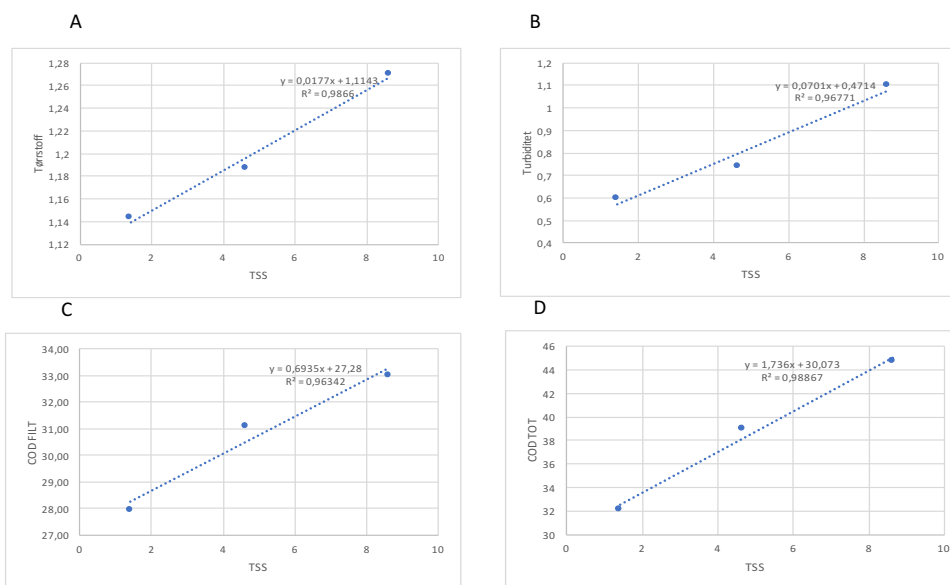 A
1,28
1,26
1,24
1,22
1,2
1,18
1,16
1,14
1,12
Tørrstoff
y = 0,0177x + 1,1143
R² = 0,9866
0 2 4 6 8 10
TSS
B
1,2
1,1
1
0,9
0,8
0,7
0,6
0,5
0,4
Turbiditet
y = 0,0701x + 0,4714
R² = 0,96771
0 2 4 6 8 10
TSS
C
34,00
33,00
32,00
31,00
30,00
29,00
28,00
27,00
COD FILT
y = 0,6935x + 27,28
R² = 0,96342
0 2 4 6 8 10
TSS
D
46
44
42
40
38
36
34
32
30
COD TOT
y = 1,736x + 30,073
R² = 0,98867
0 2 4 6 8 10
TSS